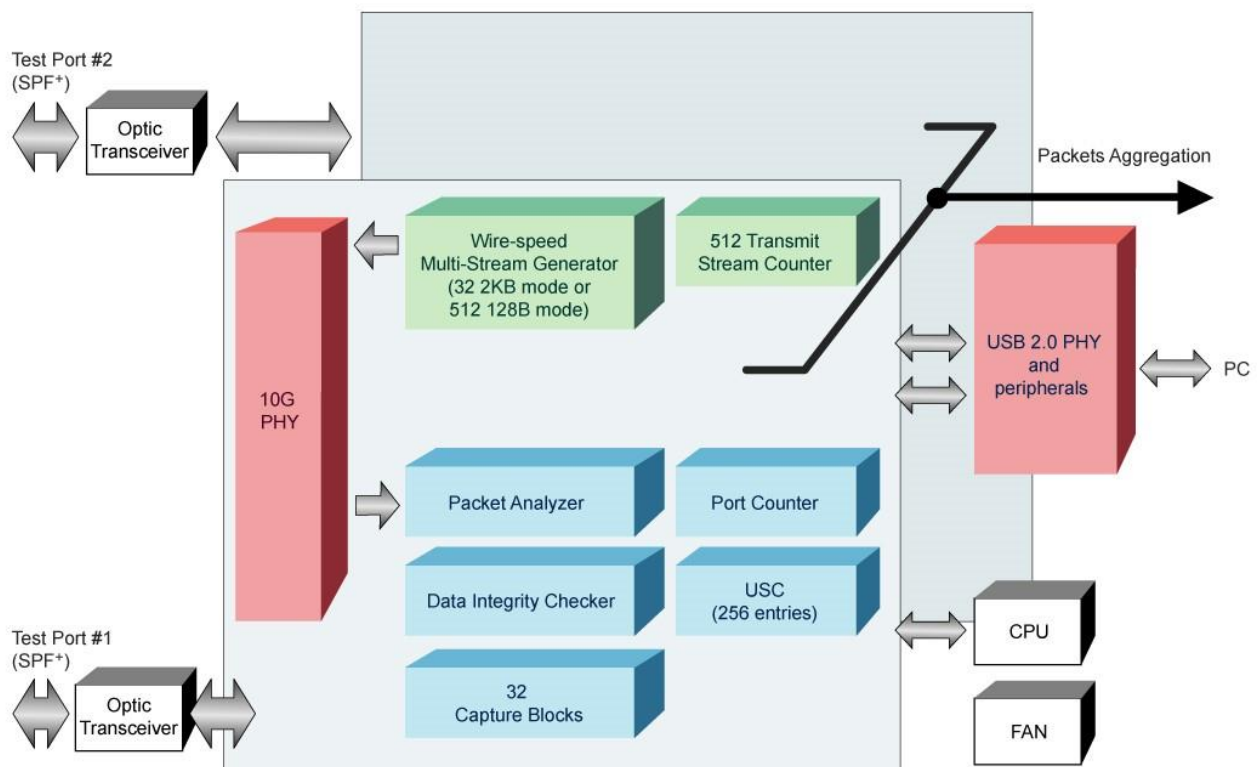 Test Port #2
(SPF+)
Optic
Transceiver
Packets Aggregation
Wire-speed
Multi-Stream Generator
(32 2KB mode or
512 128B mode)
512 Transmit
Stream Counter
10G
PHY
USB 2.0 PHY
and
peripherals
PC
Packet Analyzer
Port Counter
Data Integrity Checker
USC
(256 entries)
CPU
Test Port #1
(SPF+)
Optic
Transceiver
32
Capture Blocks
FAN